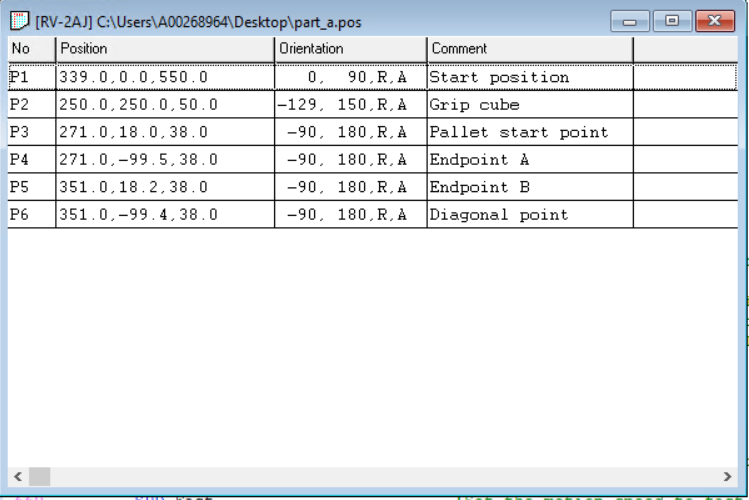 [RV-2AJ] C:\Users\A00268964\Desktop\part_a.pos
No Position Orientation Comment
P1 339.0,0.0,550.0 0, 90,R,A Start position
P2 250.0,250.0,50.0 -129, 150,R,A Grip cube
P3 271.0,18.0,38.0 -90, 180,R,A Pallet start point
P4 271.0,-99.5,38.0 -90, 180,R,A Endpoint A
P5 351.0,18.2,38.0 -90, 180,R,A Endpoint B
P6 351.0,-99.4,38.0 -90, 180,R,A Diagonal point